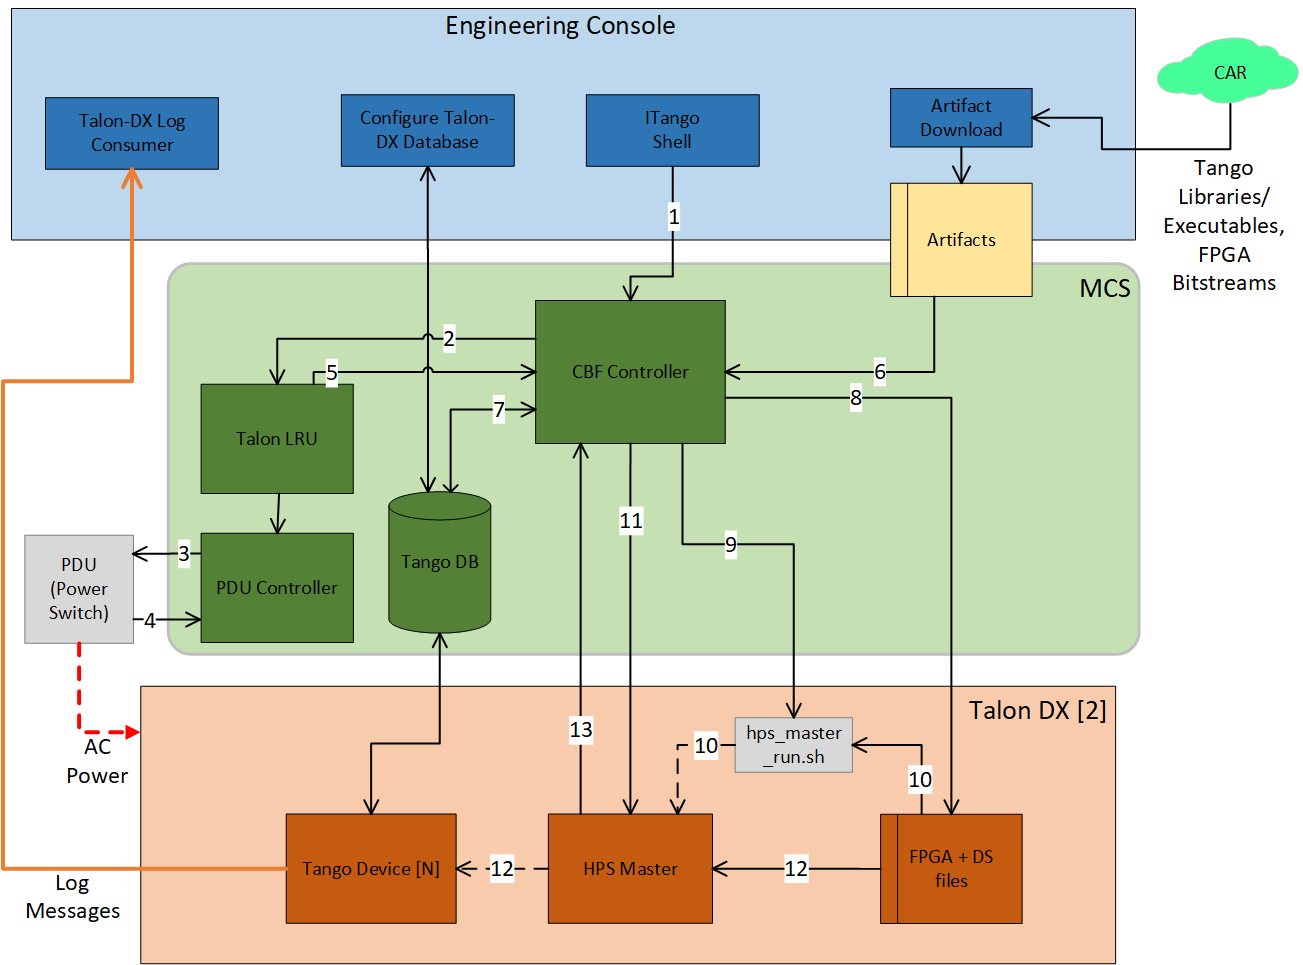 Engineering Console
Talon-DX Log
Consumer
Configure Talon-
DX Database
ITango
Shell
Artifact
Download
CAR
Tango
Libraries/
Executables,
FPGA
Bitstreams
Artifacts
1
MCS
2
5
CBF Controller
6
8
7
Talon LRU
11
9
Tango DB
3
PDU
(Power
Switch)
4
PDU Controller
AC
Power
Talon DX [2]
13
10
hps_master
_run.sh
10
Tango Device [N]
12
HPS Master
12
FPGA + DS
files
Log
Messages